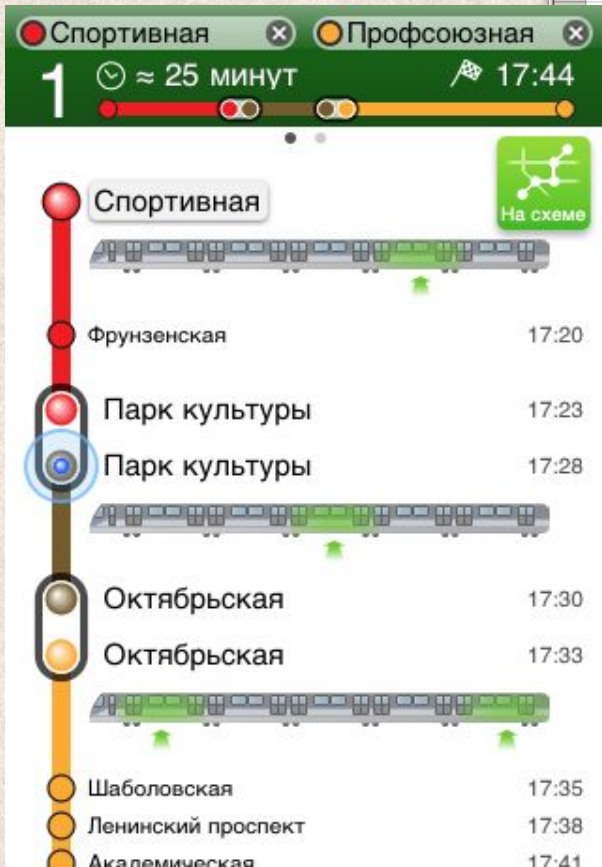 Спортивная Профсоюзная
1 ≈ 25 минут 17:44
На схеме
Спортивная
Фрунзенская 17:20
Парк культуры 17:23
Парк культуры 17:28
Октябрьская 17:30
Октябрьская 17:33
Шаболовская 17:35
Ленинский проспект 17:38
Академическая 17:41